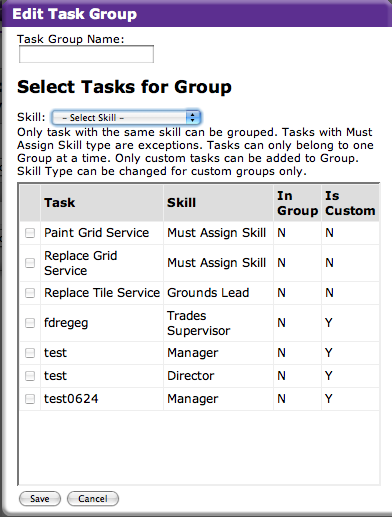 Edit Task Group
Task Group Name:
Select Tasks for Group
Skill: - Select Skill -
Only task with the same skill can be grouped. Tasks with Must
Assign Skill type are exceptions. Tasks can only belong to one
Group at a time. Only custom tasks can be added to Group.
Skill Type can be changed for custom groups only.
Task Skill In Group Is Custom
Paint Grid Service Must Assign Skill N N
Replace Grid Service Must Assign Skill N N
Replace Tile Service Grounds Lead N N
fdregeg Trades Supervisor N Y
test Manager N Y
test Director N Y
test0624 Manager N Y
Save Cancel